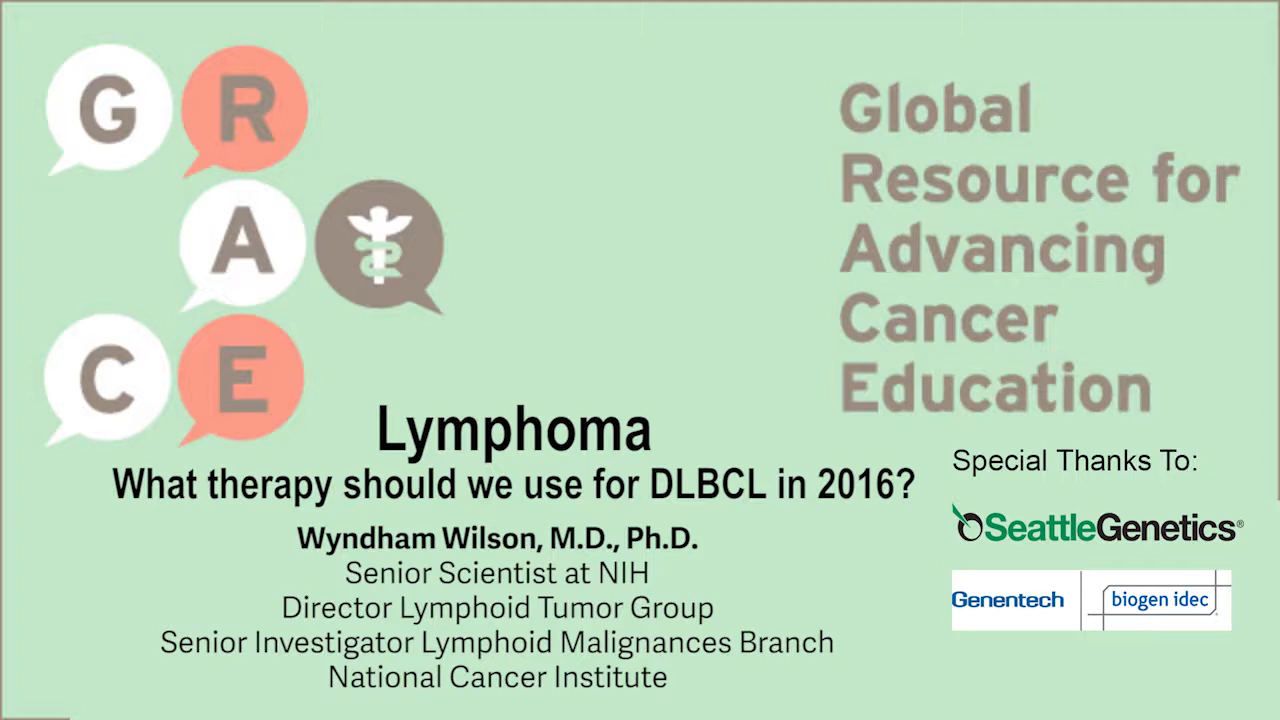 G R
A
C E
Global
Resource for
Advancing
Cancer
Education
Lymphoma
What therapy should we use for DLBCL in 2016?
Wyndham Wilson, M.D., Ph.D.
Senior Scientist at NIH
Director Lymphoid Tumor Group
Senior Investigator Lymphoid Malignances Branch
National Cancer Institute
Special Thanks To:
SeattleGenetics®
Genentech
biogen idec